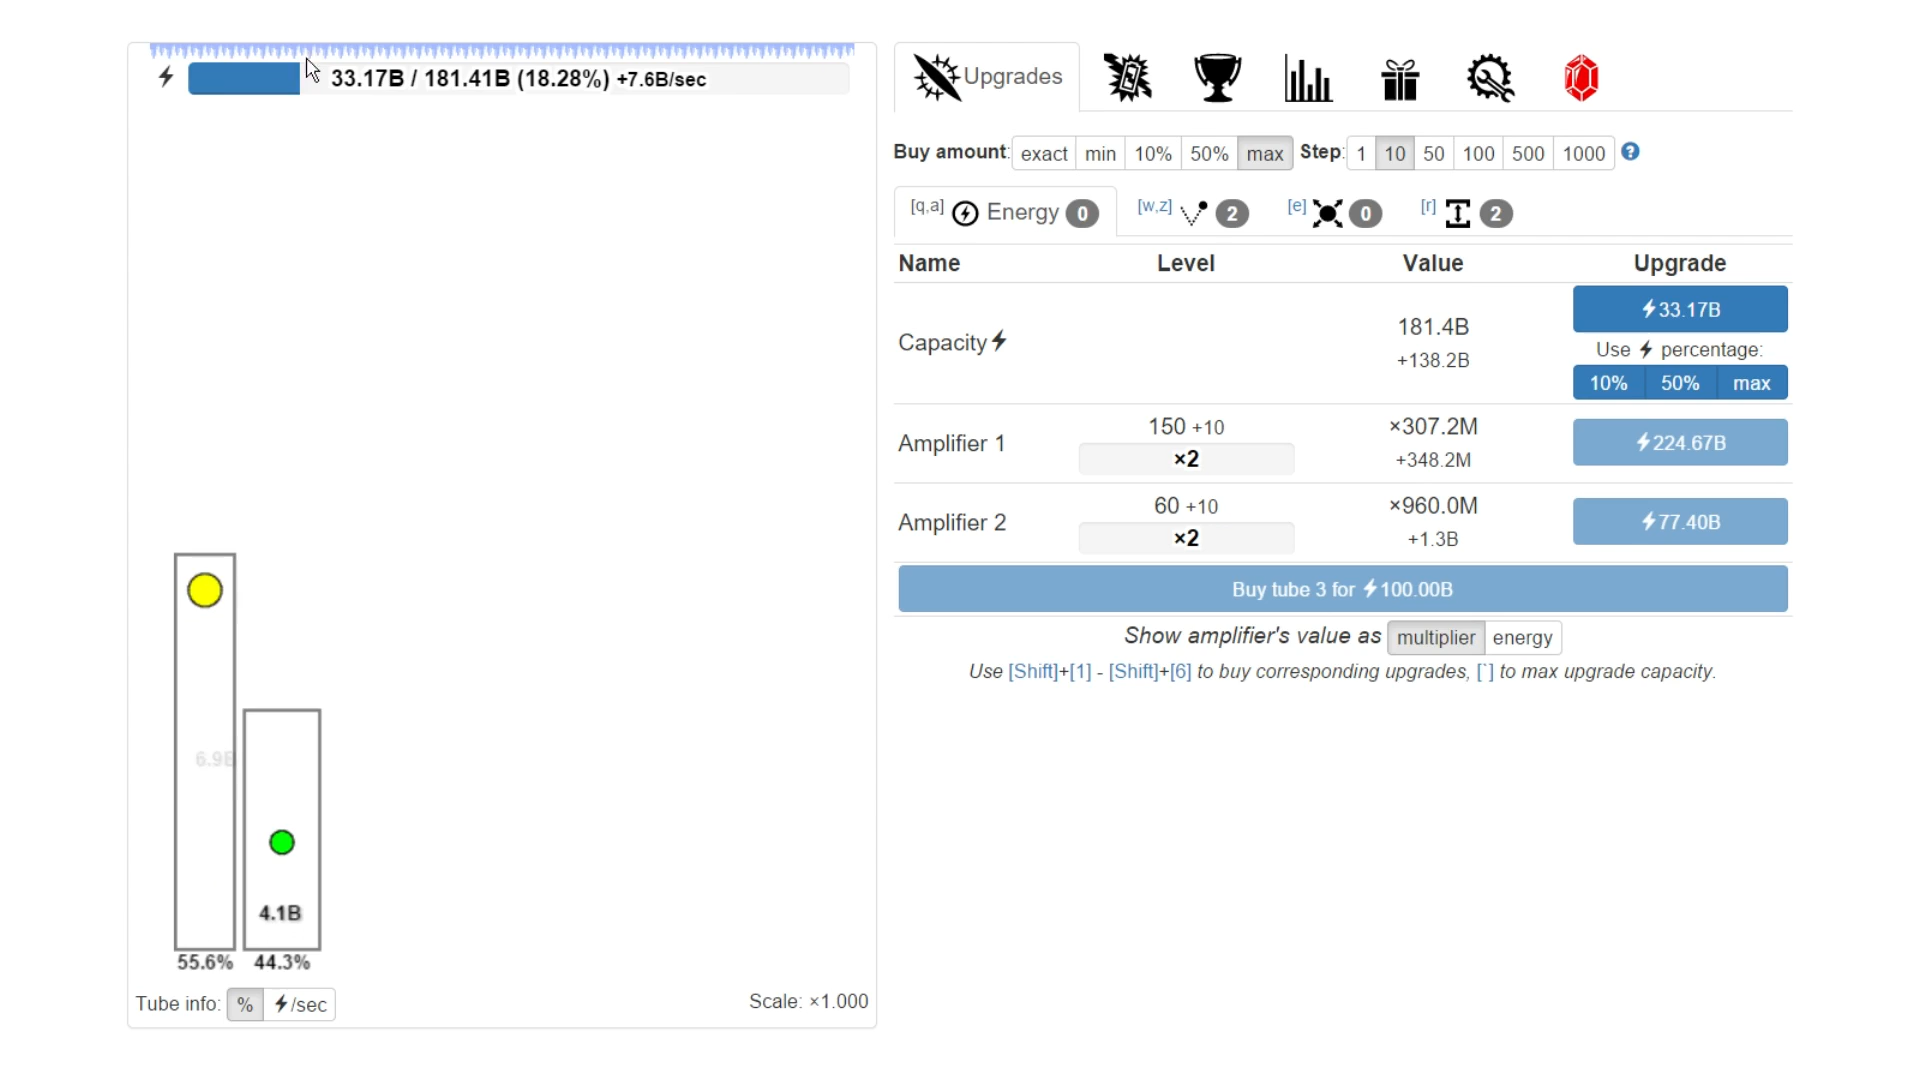 33.17B / 181.41B (18.28%) +7.6B/sec
6.9B
4.1B
55.6% 44.3%
Tube info: % /sec
Scale: ×1.000
Upgrades
Buy amount: exact min 10% 50% max Step: 1 10 50 100 500 1000 ?
[q,a] Energy 0 [w,z] 2 [e] 0 [r] 2
Name Level Value Upgrade
Capacity 181.4B +138.2B 33.17B
Use percentage:
10% 50% max
Amplifier 1 150 +10 ×2 ×307.2M +348.2M 224.67B
Amplifier 2 60 +10 ×2 ×960.0M +1.3B 77.40B
Buy tube 3 for 100.00B
Show amplifier's value as multiplier energy
Use [Shift]+[1] - [Shift]+[6] to buy corresponding upgrades, [`] to max upgrade capacity.